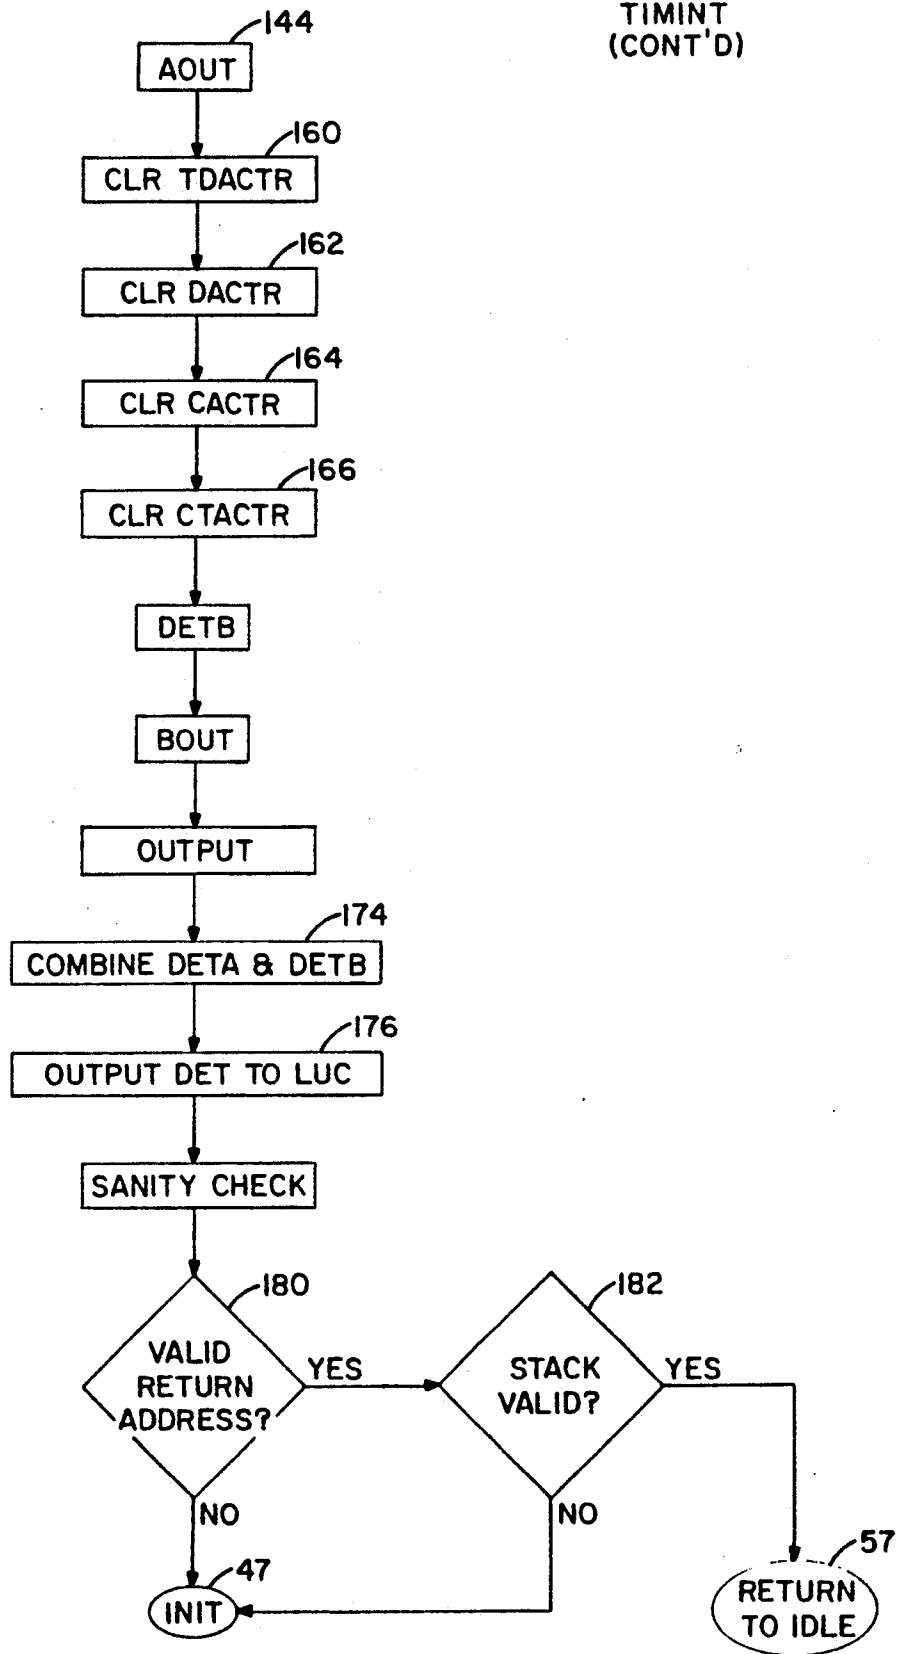 TIMINT
(CONT'D)
144
AOUT
160
CLR TDACTR
162
CLR DACTR
164
CLR CACTR
166
CLR CTACTR
DETB
BOUT
OUTPUT
174
COMBINE DETA & DETB
176
OUTPUT DET TO LUC
SANITY CHECK
180
VALID
RETURN
ADDRESS?
YES
NO
182
STACK
VALID?
YES
NO
47
INIT
57
RETURN
TO IDLE